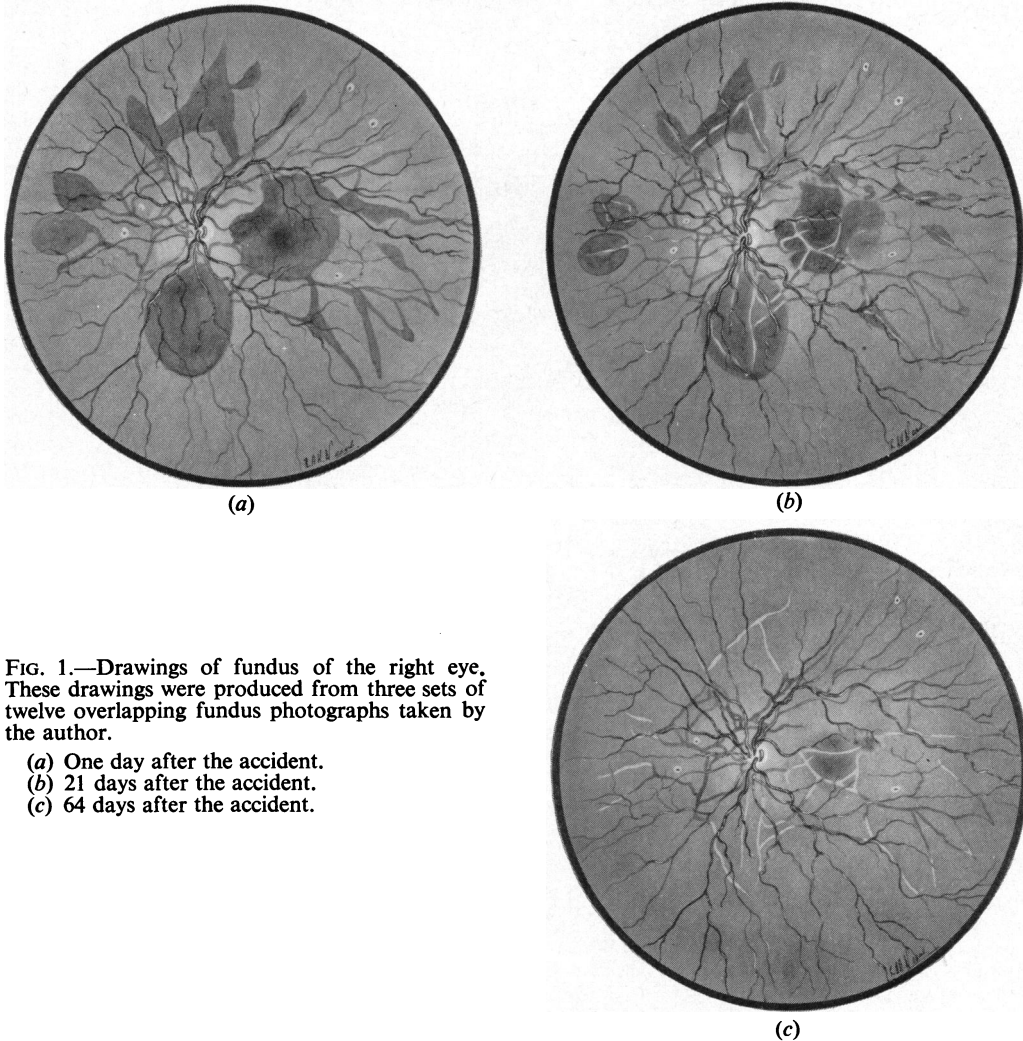 (a)
(b)
FIG. 1.—Drawings of fundus of the right eye.
These drawings were produced from three sets of
twelve overlapping fundus photographs taken by
the author.
(a) One day after the accident.
(b) 21 days after the accident.
(c) 64 days after the accident.
(c)